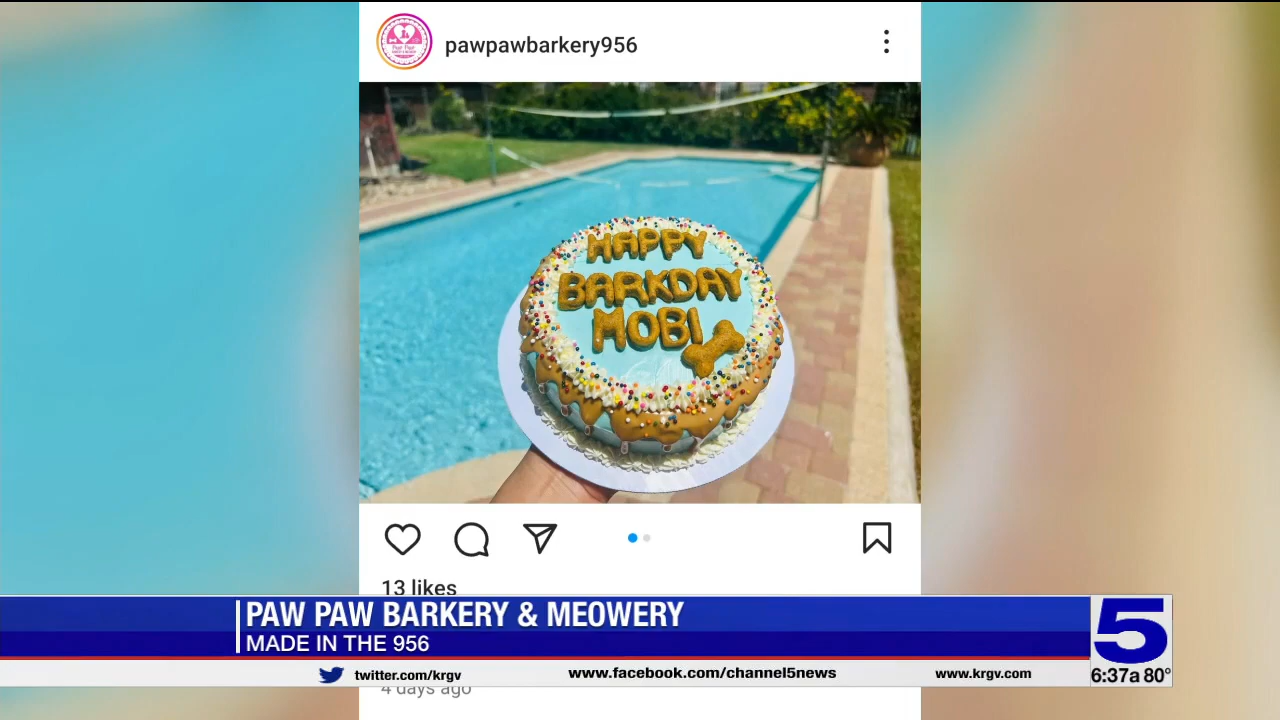 pawpawbarkery956
HAPPY
BARKDAY
MOBI
13 likes
PAW PAW BARKERY & MEOWERY
MADE IN THE 956
5
twitter.com/krgv
www.facebook.com/channel5news
www.krgv.com
6:37a 80°
4 days ago